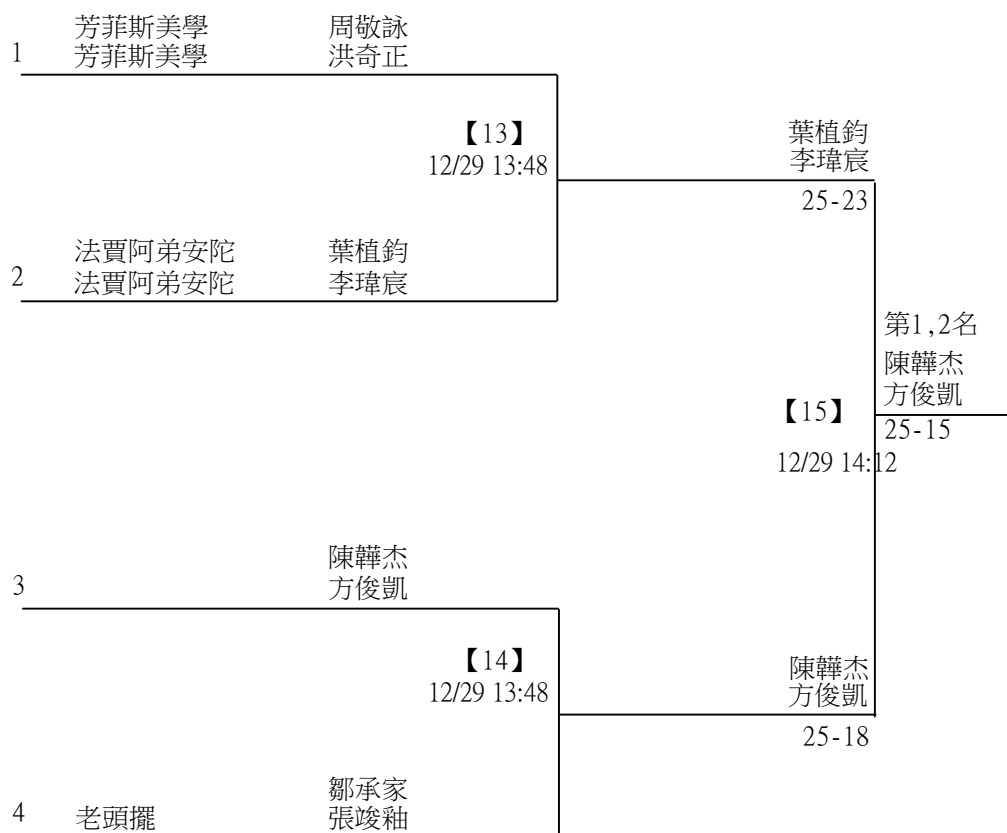 芳菲斯美學 周敬詠
1 芳菲斯美學 洪奇正
【13】
12/29 13:48
葉植鈞
李瑋宸
25-23
法賈阿弟安陀 葉植鈞
2 法賈阿弟安陀 李瑋宸
第1,2名
陳韡杰
方俊凱
【15】
25-15
12/29 14:12
陳韡杰
3 方俊凱
【14】
12/29 13:48
陳韡杰
方俊凱
25-18
鄒承家
4 老頭擺 張竣釉